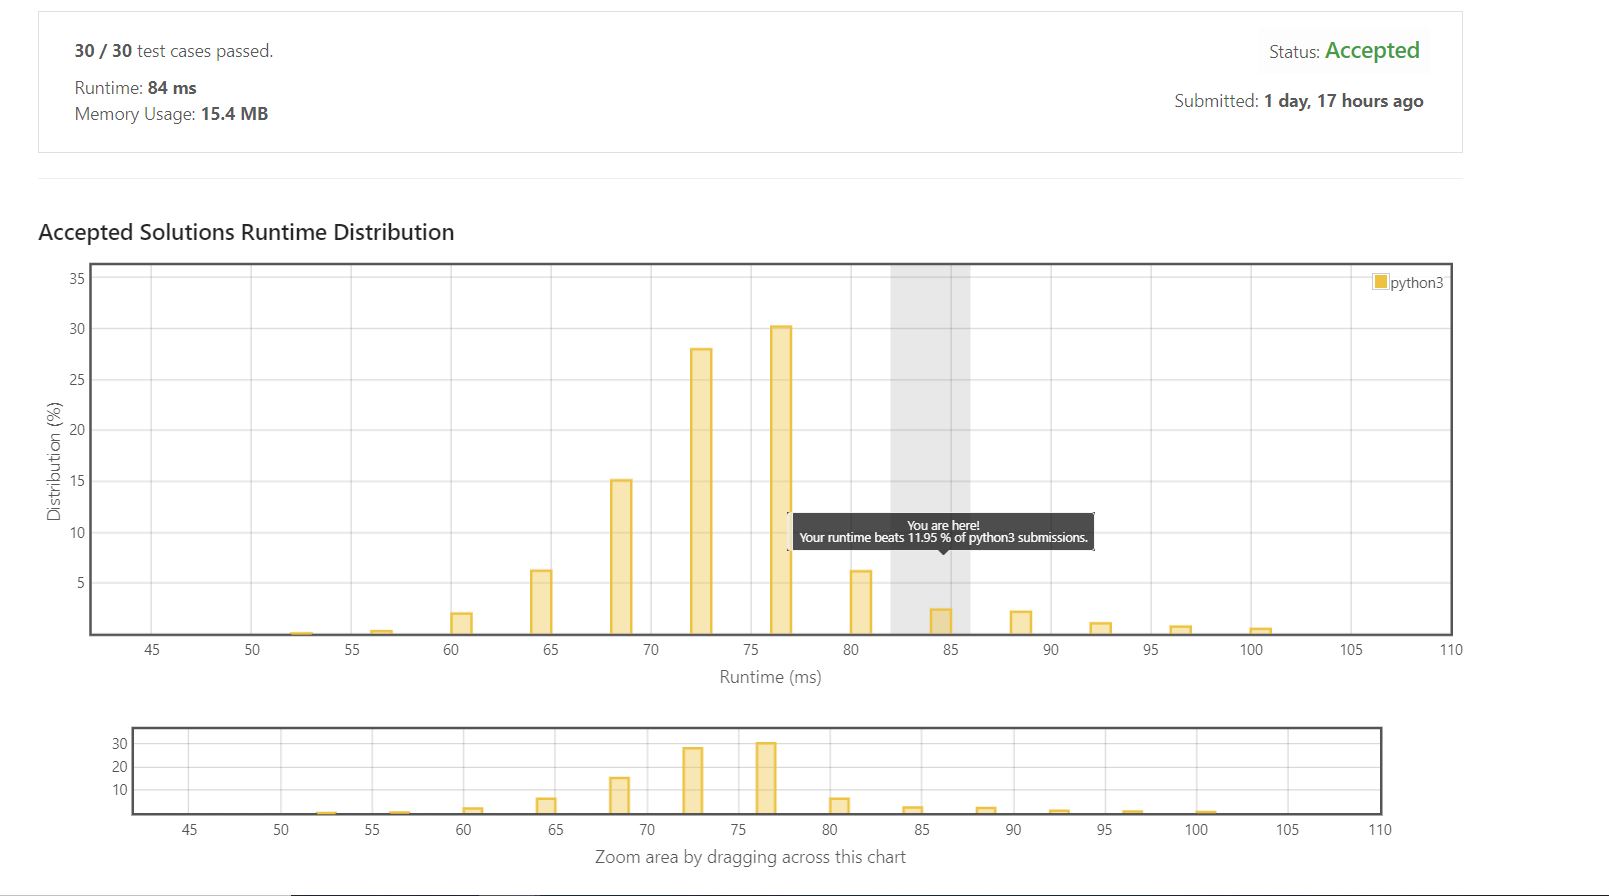 30 / 30 test cases passed.
Status: Accepted
Runtime: 84 ms
Memory Usage: 15.4 MB
Submitted: 1 day, 17 hours ago
Accepted Solutions Runtime Distribution
python3
35
30
25
20
15
10
5
Distribution (%)
You are here!
Your runtime beats 11.95 % of python3 submissions.
45 50 55 60 65 70 75 80 85 90 95 100 105 110
Runtime (ms)
30
20
10
45 50 55 60 65 70 75 80 85 90 95 100 105 110
Zoom area by dragging across this chart